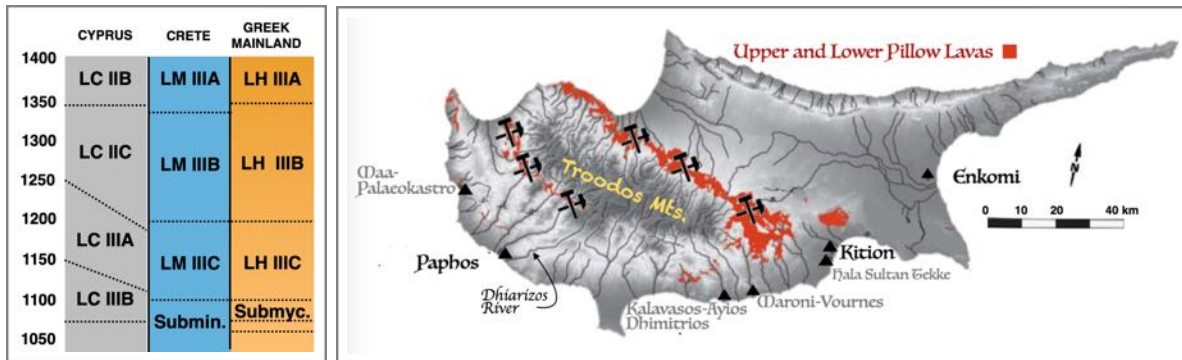 CYPRUS
CRETE
GREEK
MAINLAND
1400
LC IIB
LM IIIA
LH IIIA
1350
1300
LC IIC
LM IIIB
LH IIIB
1250
1200
LC IIIA
LM IIIC
LH IIIC
1150
1100
LC IIIB
Submin.
Submyc.
1050
Upper and Lower Pillow Lavas
Troodos Mts.
Maa-
Palaeokastro
Enkomi
N
0 10 20 40 km
Paphos
Kition
Hala Sultan Tekke
Dhiarizos
River
Maroni-Vournes
Kalavasos-Ayios
Dhimitrios